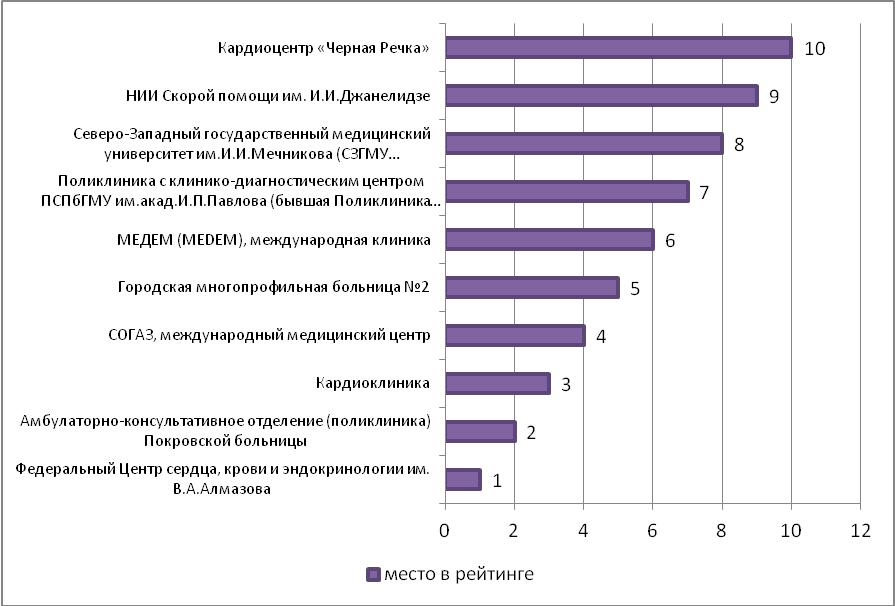 Кардиоцентр «Черная Речка»
10
НИИ Скорой помощи им. И.И.Джанелидзе
9
Северо-Западный государственный медицинский
университет им.И.И.Мечникова (СЗГМУ...
8
Поликлиника с клинико-диагностическим центром
ПСПбГМУ им.акад.И.П.Павлова (бывшая Поликлиника...
7
МЕДЕМ (MEDEM), международная клиника
6
Городская многопрофильная больница №2
5
СОГАЗ, международный медицинский центр
4
Кардиоклиника
3
Амбулаторно-консультативное отделение (поликлиника)
Покровской больницы
2
Федеральный Центр сердца, крови и эндокринологии им.
В.А.Алмазова
1
0 2 4 6 8 10 12
место в рейтинге